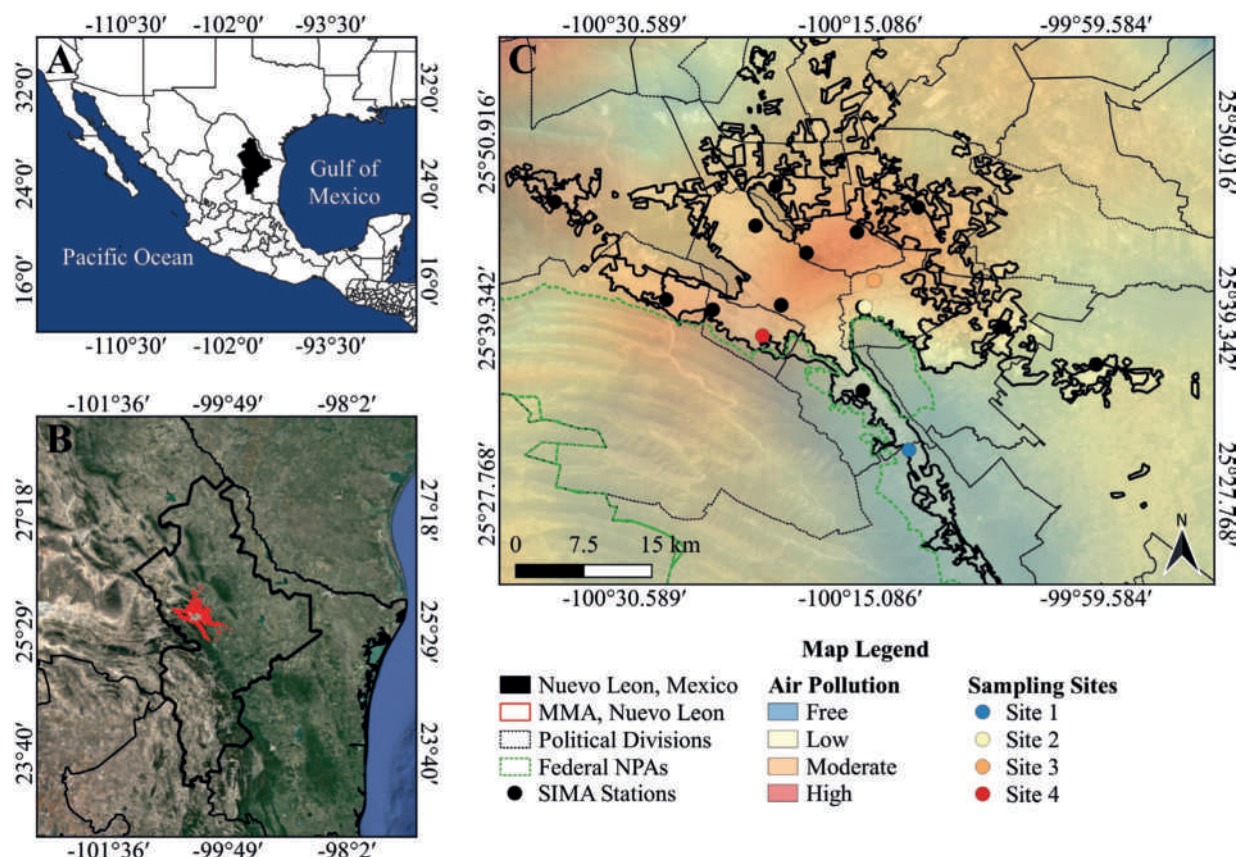 -110°30′ -102°0′ -93°30′
A
32°0′
24°0′
16°0′
32°0′
24°0′
16°0′
Gulf of
Mexico
Pacific Ocean
-110°30′ -102°0′ -93°30′
-101°36′ -99°49′ -98°2′
B
27°18′
25°29′
23°40′
27°18′
25°29′
23°40′
-101°36′ -99°49′ -98°2′
-100°30.589′ -100°15.086′ -99°59.584′
C
25°50.916′
25°39.342′
25°27.768′
25°50.916′
25°39.342′
25°27.768′
0 7.5 15 km
N
-100°30.589′ -100°15.086′ -99°59.584′
Map Legend
Nuevo Leon, Mexico
MMA, Nuevo Leon
Political Divisions
Federal NPAs
SIMA Stations
Air Pollution
Free
Low
Moderate
High
Sampling Sites
Site 1
Site 2
Site 3
Site 4